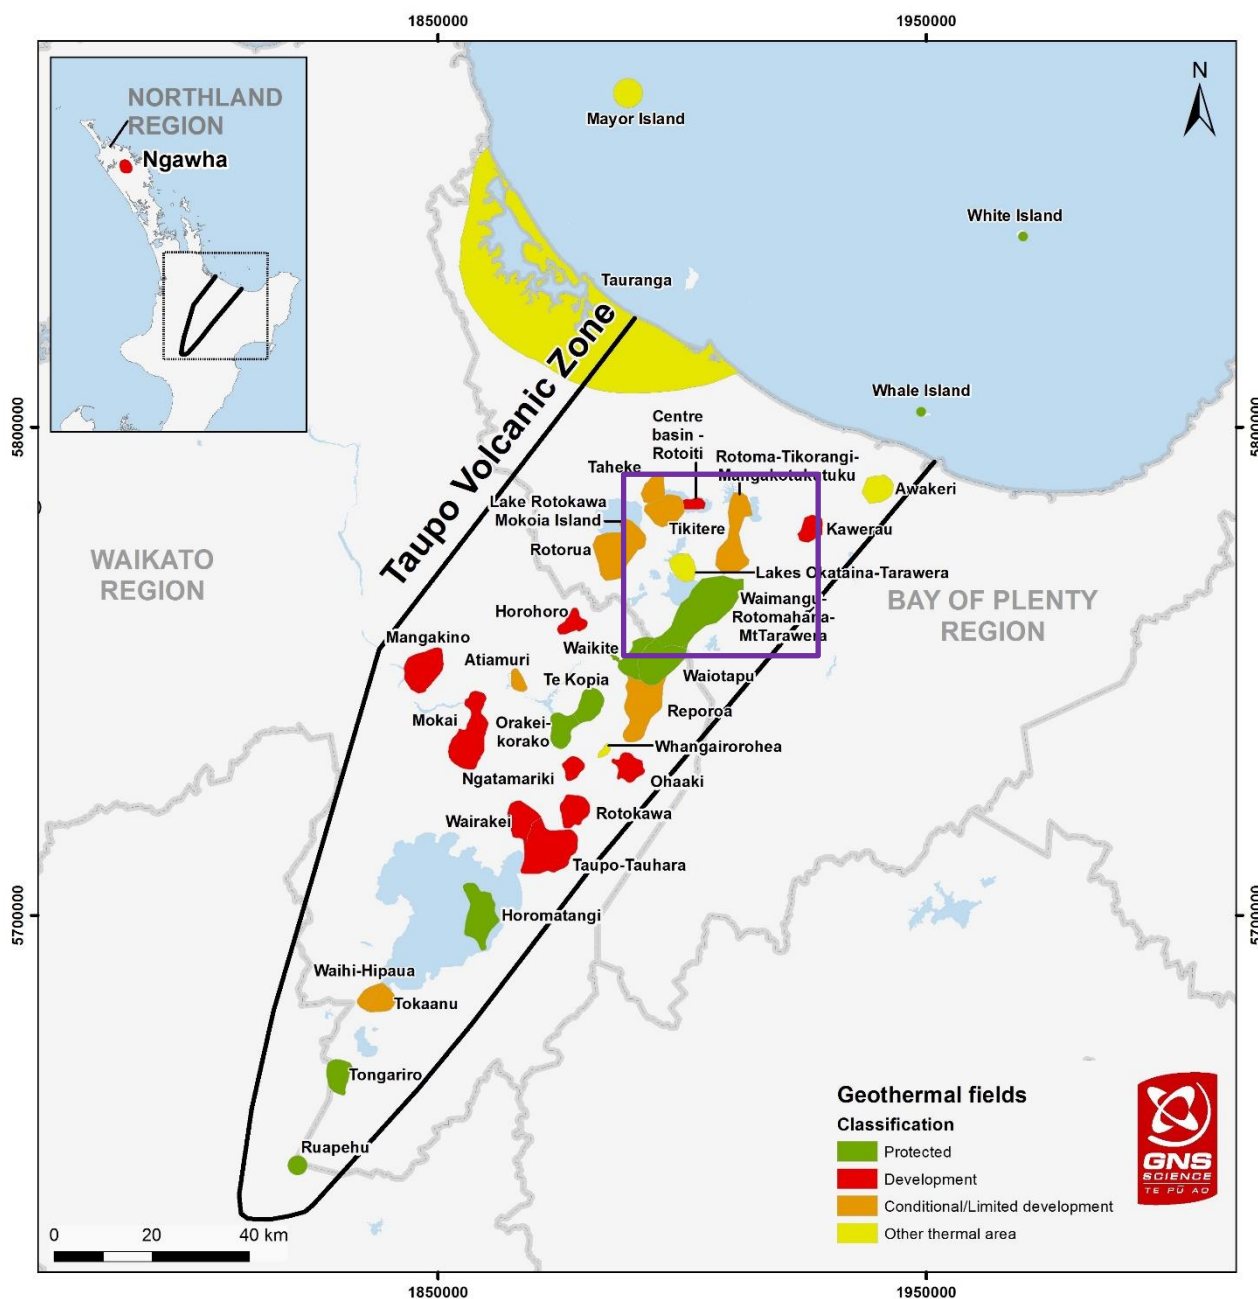 1850000
1950000
NORTHLAND
REGION
Ngawha
N
Mayor Island
White Island
Tauranga
Taupo Volcanic Zone
Whale Island
5800000
5800000
Centre
basin -
Rotoiti
Rotoma-Tikorangi-
Mangakotukutuku
Taheke
Awakeri
Lake Rotokawa
Mokoia Island
Tikitere
Kawerau
Rotorua
WAIKATO
REGION
Lakes Okataina-Tarawera
BAY OF PLENTY
REGION
Waimangu-
Rotomahana-
MtTarawera
Horohoro
Mangakino
Waikite
Atiamuri
Te Kopia
Waiotapu
Mokai
Orakei-
korako
Reporoa
Whangairorohea
Ngatamariki
Ohaaki
Wairakei
Rotokawa
Taupo-Tauhara
5700000
5700000
Horomatangi
Waihi-Hipaua
Tokaanu
Tongariro
Ruapehu
Geothermal fields
Classification
Protected
Development
Conditional/Limited development
Other thermal area
GNS
SCIENCE
TE PŪ AO
0 20 40 km
1850000
1950000